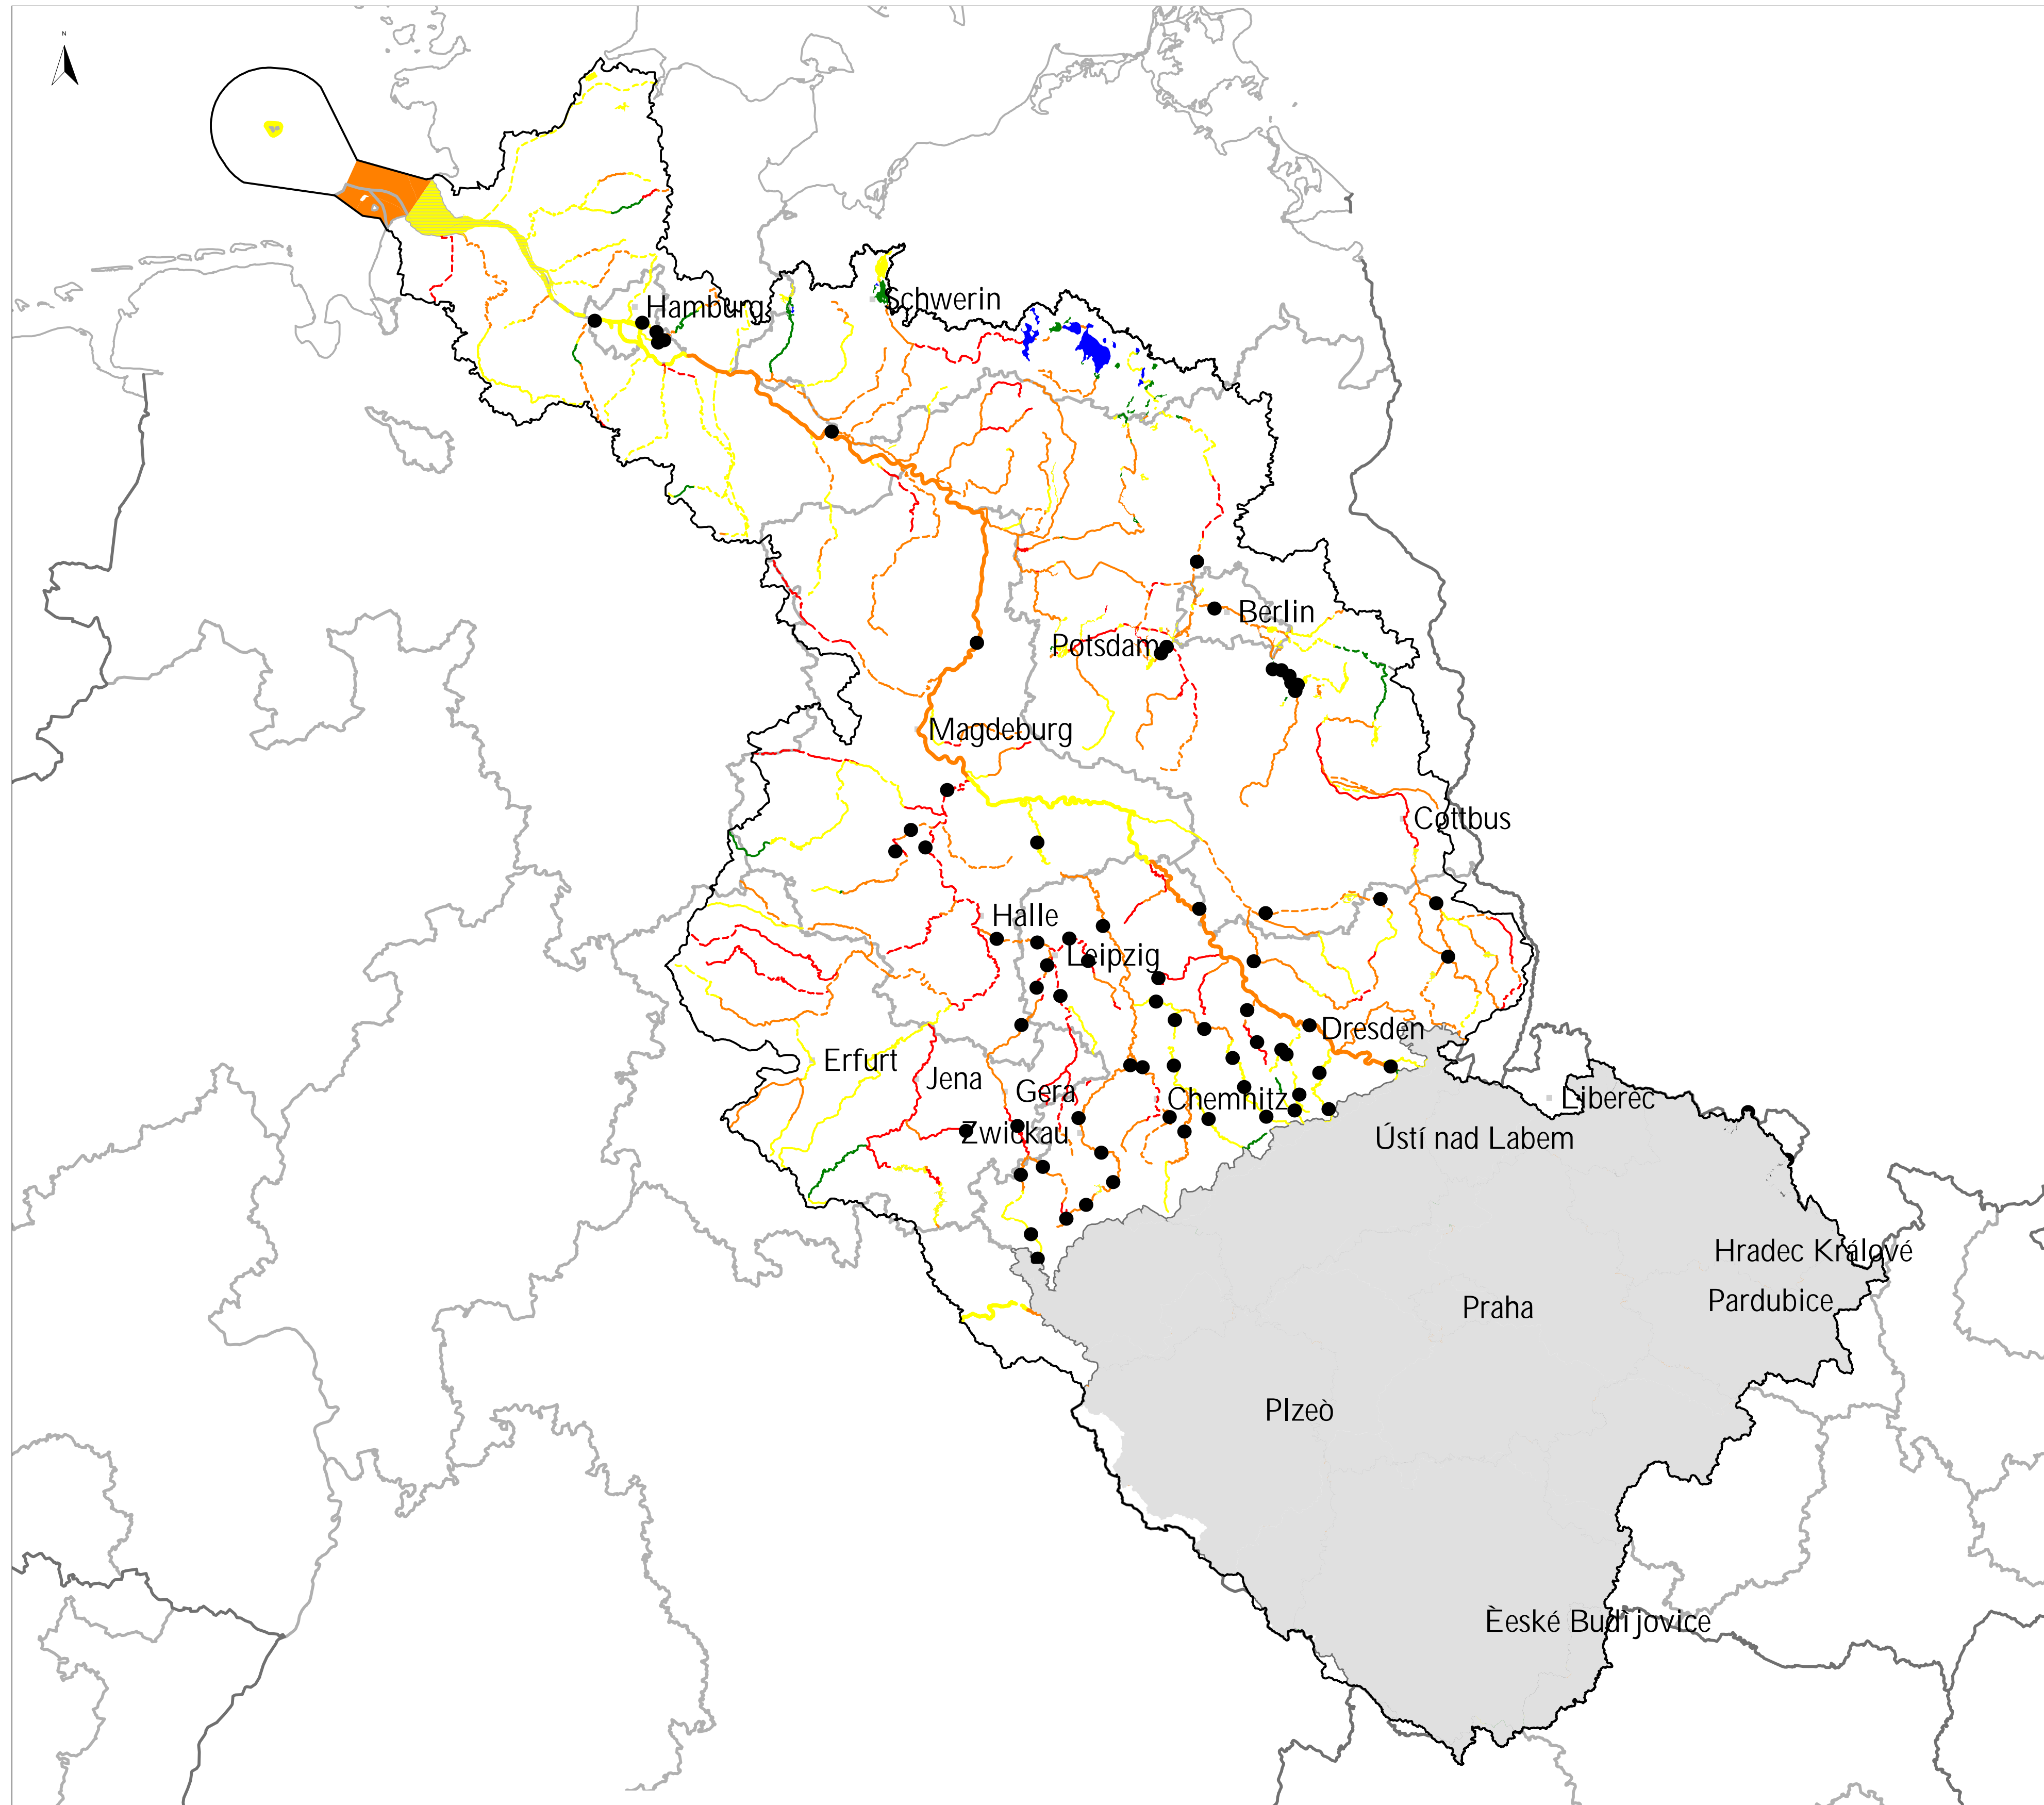 N
Hamburg
Schwerin
Berlin
Potsdam
Magdeburg
Cottbus
Halle
Leipzig
Dresden
Erfurt
Jena
Gera
Chemnitz
Liberec
Zwickau
Ústí nad Labem
Hradec Králové
Pardubice
Praha
Plzeò
Èeské Budìjovice